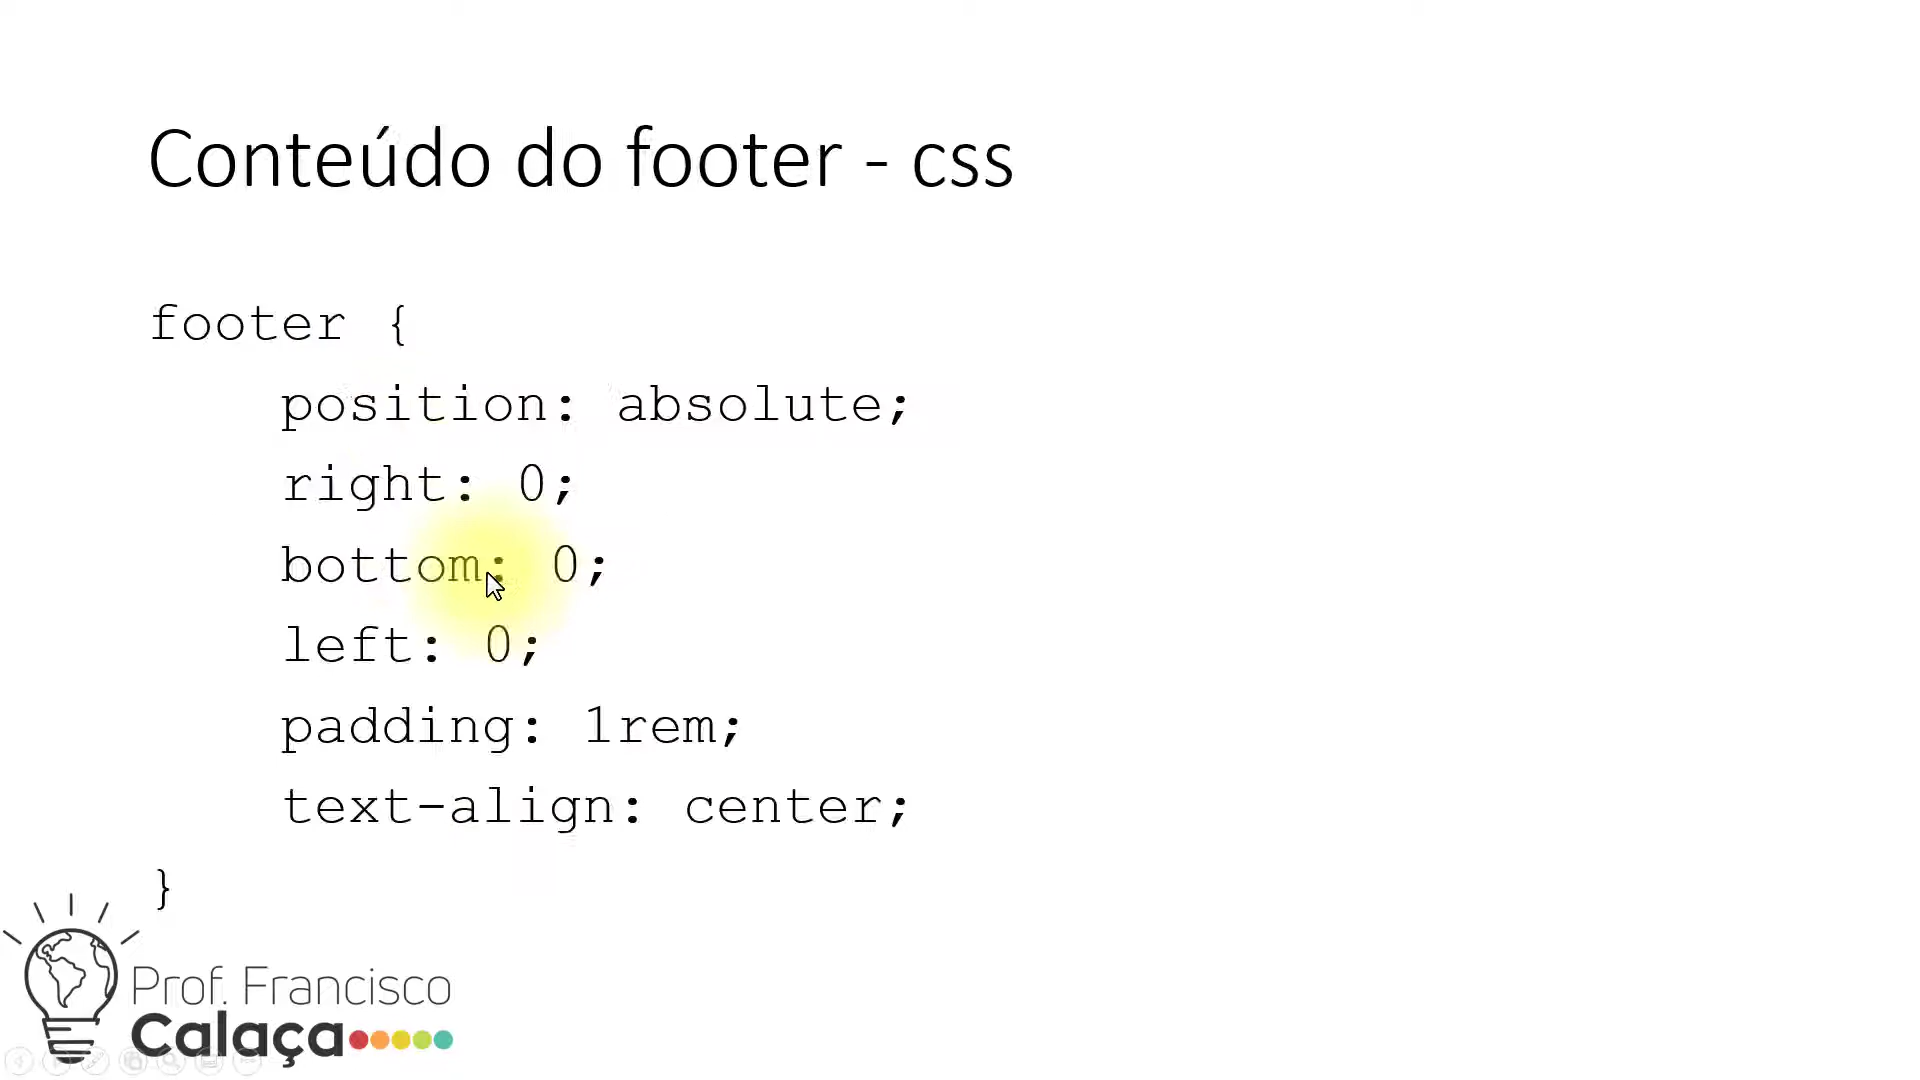 Conteúdo do footer - css
footer {
position: absolute;
right: 0;
bottom: 0;
left: 0;
padding: 1rem;
text-align: center;
}
Prof. Francisco
Calaça